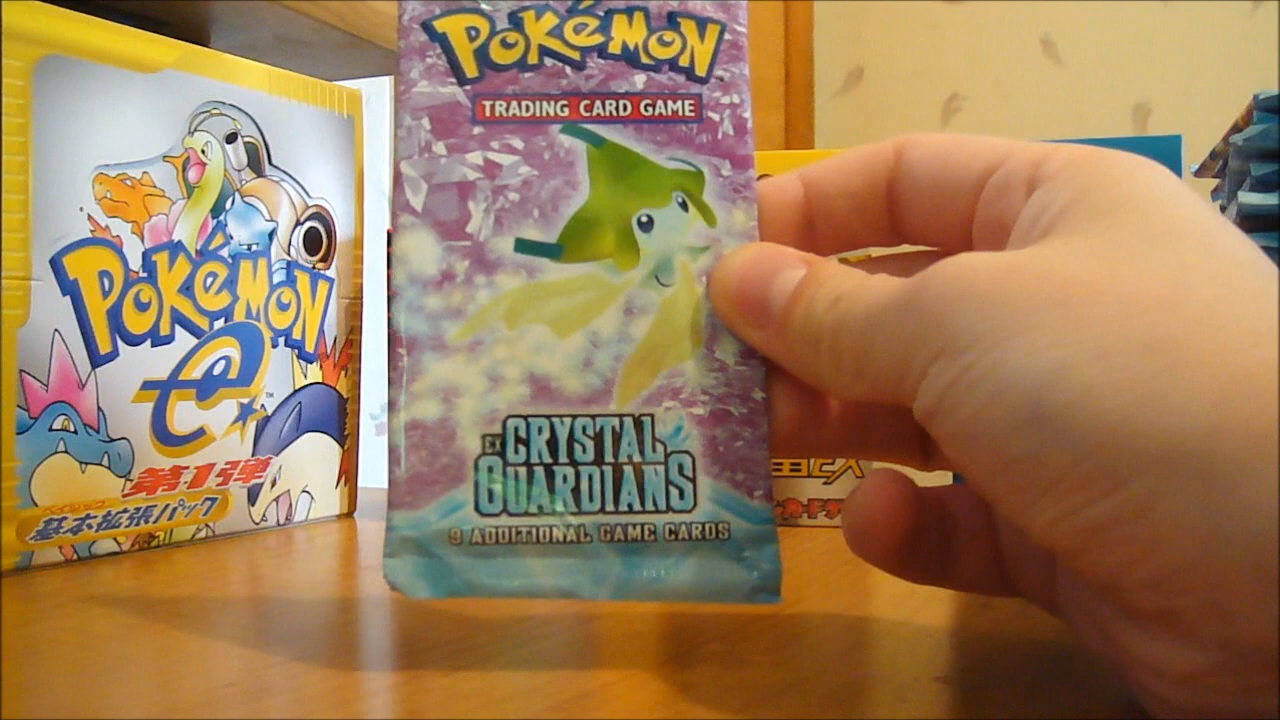 Pokémon
TRADING CARD GAME
EX CRYSTAL
GUARDIANS
9 ADDITIONAL GAME CARDS
Pokémon
e
TM
第1弾
基本拡張パック